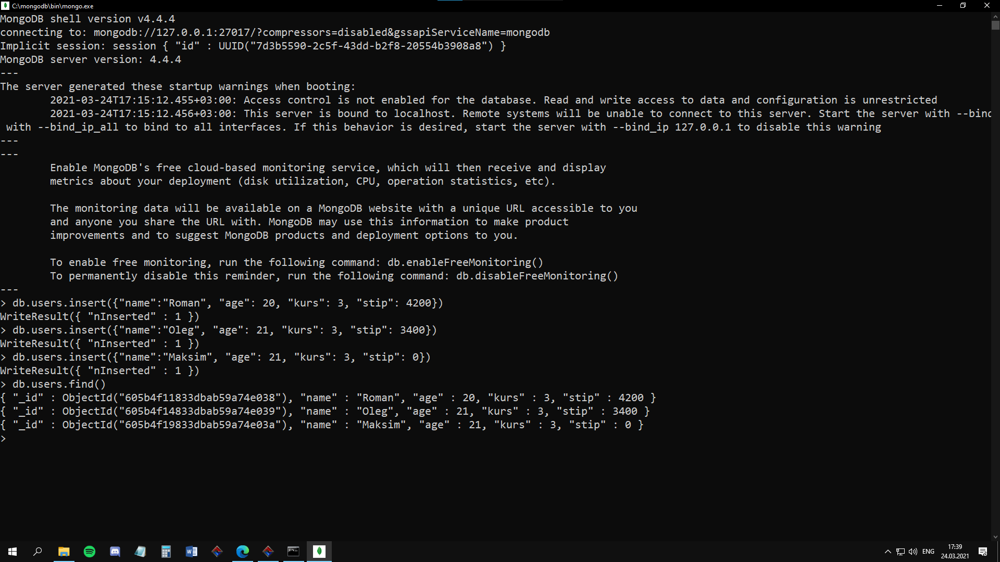 C:\mongodb\bin\mongo.exe
MongoDB shell version v4.4.4
connecting to: mongodb://127.0.0.1:27017/?compressors=disabled&gssapiServiceName=mongodb
Implicit session: session { "id" : UUID("7d3b5590-2c5f-43dd-b2f8-20554b3908a8") }
MongoDB server version: 4.4.4
---
The server generated these startup warnings when booting:
        2021-03-24T17:15:12.455+03:00: Access control is not enabled for the database. Read and write access to data and configuration is unrestricted
        2021-03-24T17:15:12.456+03:00: This server is bound to localhost. Remote systems will be unable to connect to this server. Start the server with --bind
 with --bind_ip_all to bind to all interfaces. If this behavior is desired, start the server with --bind_ip 127.0.0.1 to disable this warning
---
---
        Enable MongoDB's free cloud-based monitoring service, which will then receive and display
        metrics about your deployment (disk utilization, CPU, operation statistics, etc).

        The monitoring data will be available on a MongoDB website with a unique URL accessible to you
        and anyone you share the URL with. MongoDB may use this information to make product
        improvements and to suggest MongoDB products and deployment options to you.

        To enable free monitoring, run the following command: db.enableFreeMonitoring()
        To permanently disable this reminder, run the following command: db.disableFreeMonitoring()
---
> db.users.insert({"name":"Roman", "age": 20, "kurs": 3, "stip": 4200})
WriteResult({ "nInserted" : 1 })
> db.users.insert({"name":"Oleg", "age": 21, "kurs": 3, "stip": 3400})
WriteResult({ "nInserted" : 1 })
> db.users.insert({"name":"Maksim", "age": 21, "kurs": 3, "stip": 0})
WriteResult({ "nInserted" : 1 })
> db.users.find()
{ "_id" : ObjectId("605b4f11833dbab59a74e038"), "name" : "Roman", "age" : 20, "kurs" : 3, "stip" : 4200 }
{ "_id" : ObjectId("605b4f14833dbab59a74e039"), "name" : "Oleg", "age" : 21, "kurs" : 3, "stip" : 3400 }
{ "_id" : ObjectId("605b4f19833dbab59a74e03a"), "name" : "Maksim", "age" : 21, "kurs" : 3, "stip" : 0 }
>
ENG
17:39
24.03.2021